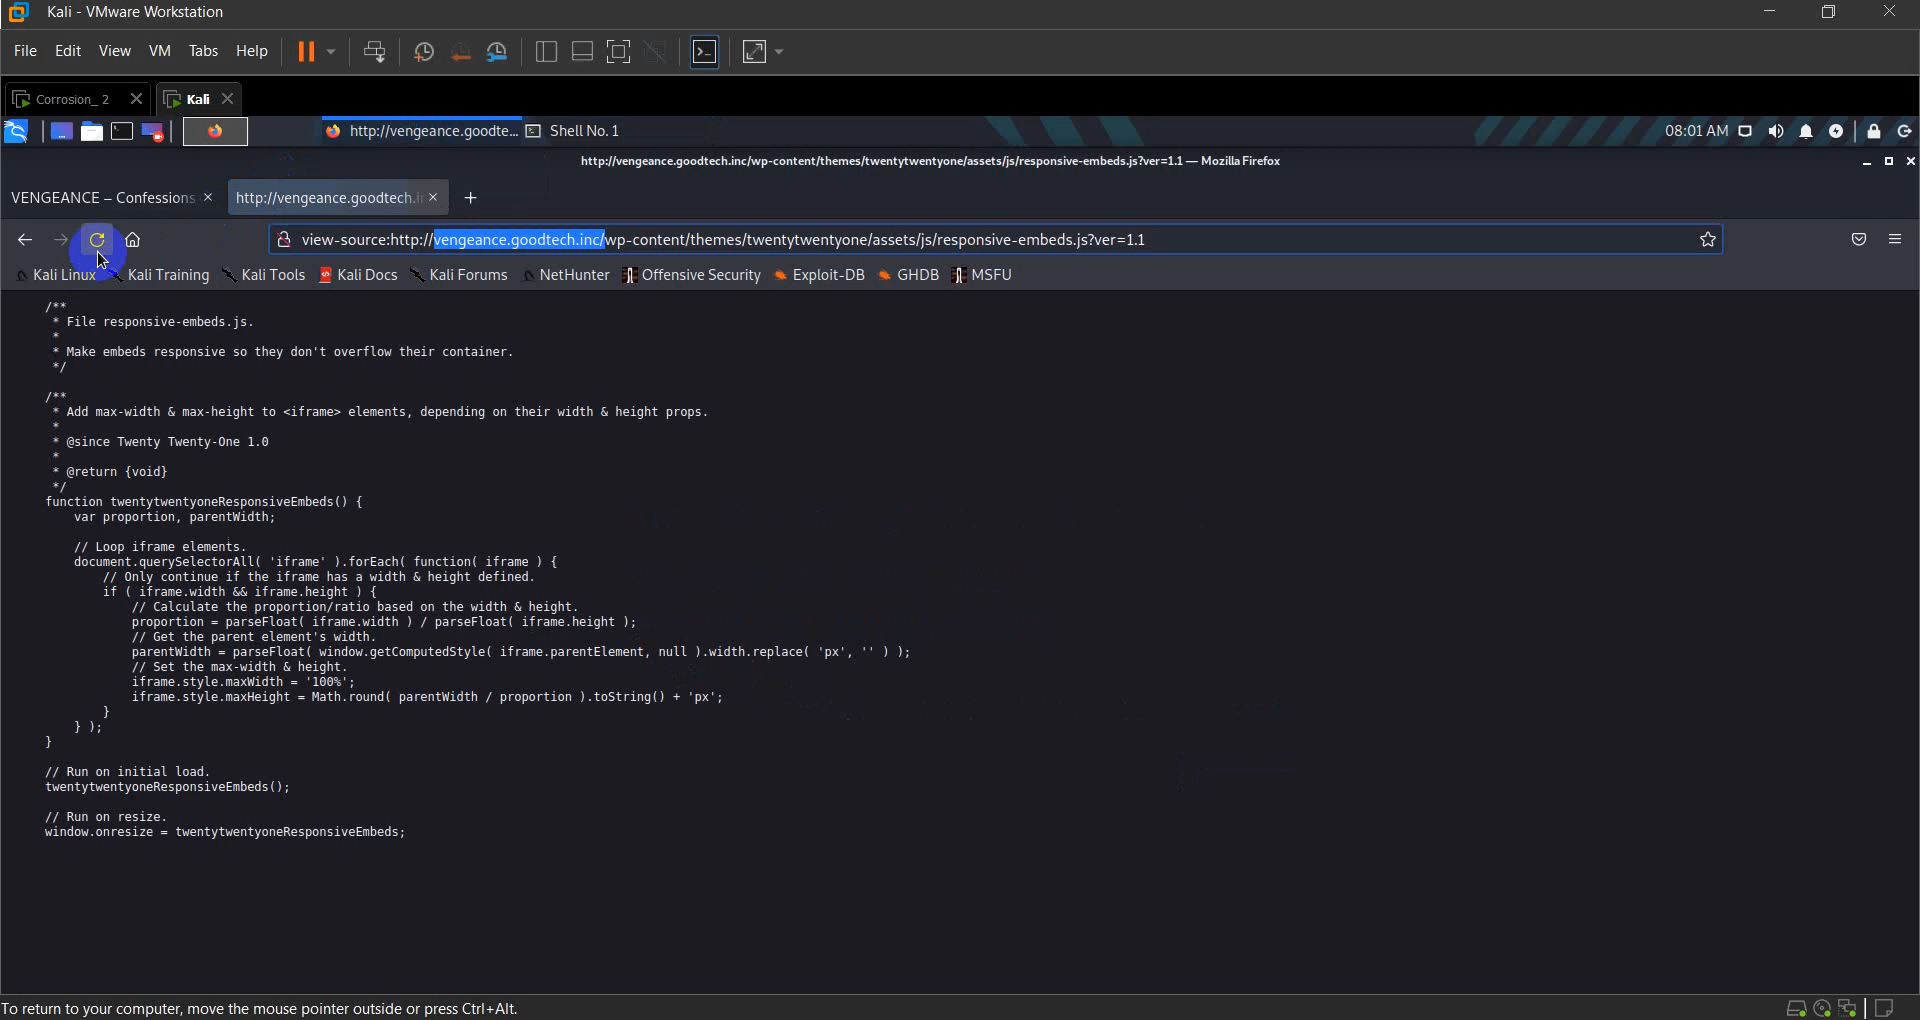 Kali - VMware Workstation
File Edit View VM Tabs Help
Corrosion_ 2 Kali
http://vengeance.goodte... Shell No. 1 08:01 AM
http://vengeance.goodtech.inc/wp-content/themes/twentytwentyone/assets/js/responsive-embeds.js?ver=1.1 — Mozilla Firefox
VENGEANCE – Confessions http://vengeance.goodtech.i
view-source:http://vengeance.goodtech.inc/wp-content/themes/twentytwentyone/assets/js/responsive-embeds.js?ver=1.1
Kali Linux Kali Training Kali Tools Kali Docs Kali Forums NetHunter Offensive Security Exploit-DB GHDB MSFU
/**
 * File responsive-embeds.js.
 *
 * Make embeds responsive so they don't overflow their container.
 */
/**
 * Add max-width & max-height to <iframe> elements, depending on their width & height props.
 *
 * @since Twenty Twenty-One 1.0
 *
 * @return {void}
 */
function twentytwentyoneResponsiveEmbeds() {
    var proportion, parentWidth;
    // Loop iframe elements.
    document.querySelectorAll( 'iframe' ).forEach( function( iframe ) {
        // Only continue if the iframe has a width & height defined.
        if ( iframe.width && iframe.height ) {
            // Calculate the proportion/ratio based on the width & height.
            proportion = parseFloat( iframe.width ) / parseFloat( iframe.height );
            // Get the parent element's width.
            parentWidth = parseFloat( window.getComputedStyle( iframe.parentElement, null ).width.replace( 'px', '' ) );
            // Set the max-width & height.
            iframe.style.maxWidth = '100%';
            iframe.style.maxHeight = Math.round( parentWidth / proportion ).toString() + 'px';
        }
    } );
}
// Run on initial load.
twentytwentyoneResponsiveEmbeds();
// Run on resize.
window.onresize = twentytwentyoneResponsiveEmbeds;
To return to your computer, move the mouse pointer outside or press Ctrl+Alt.